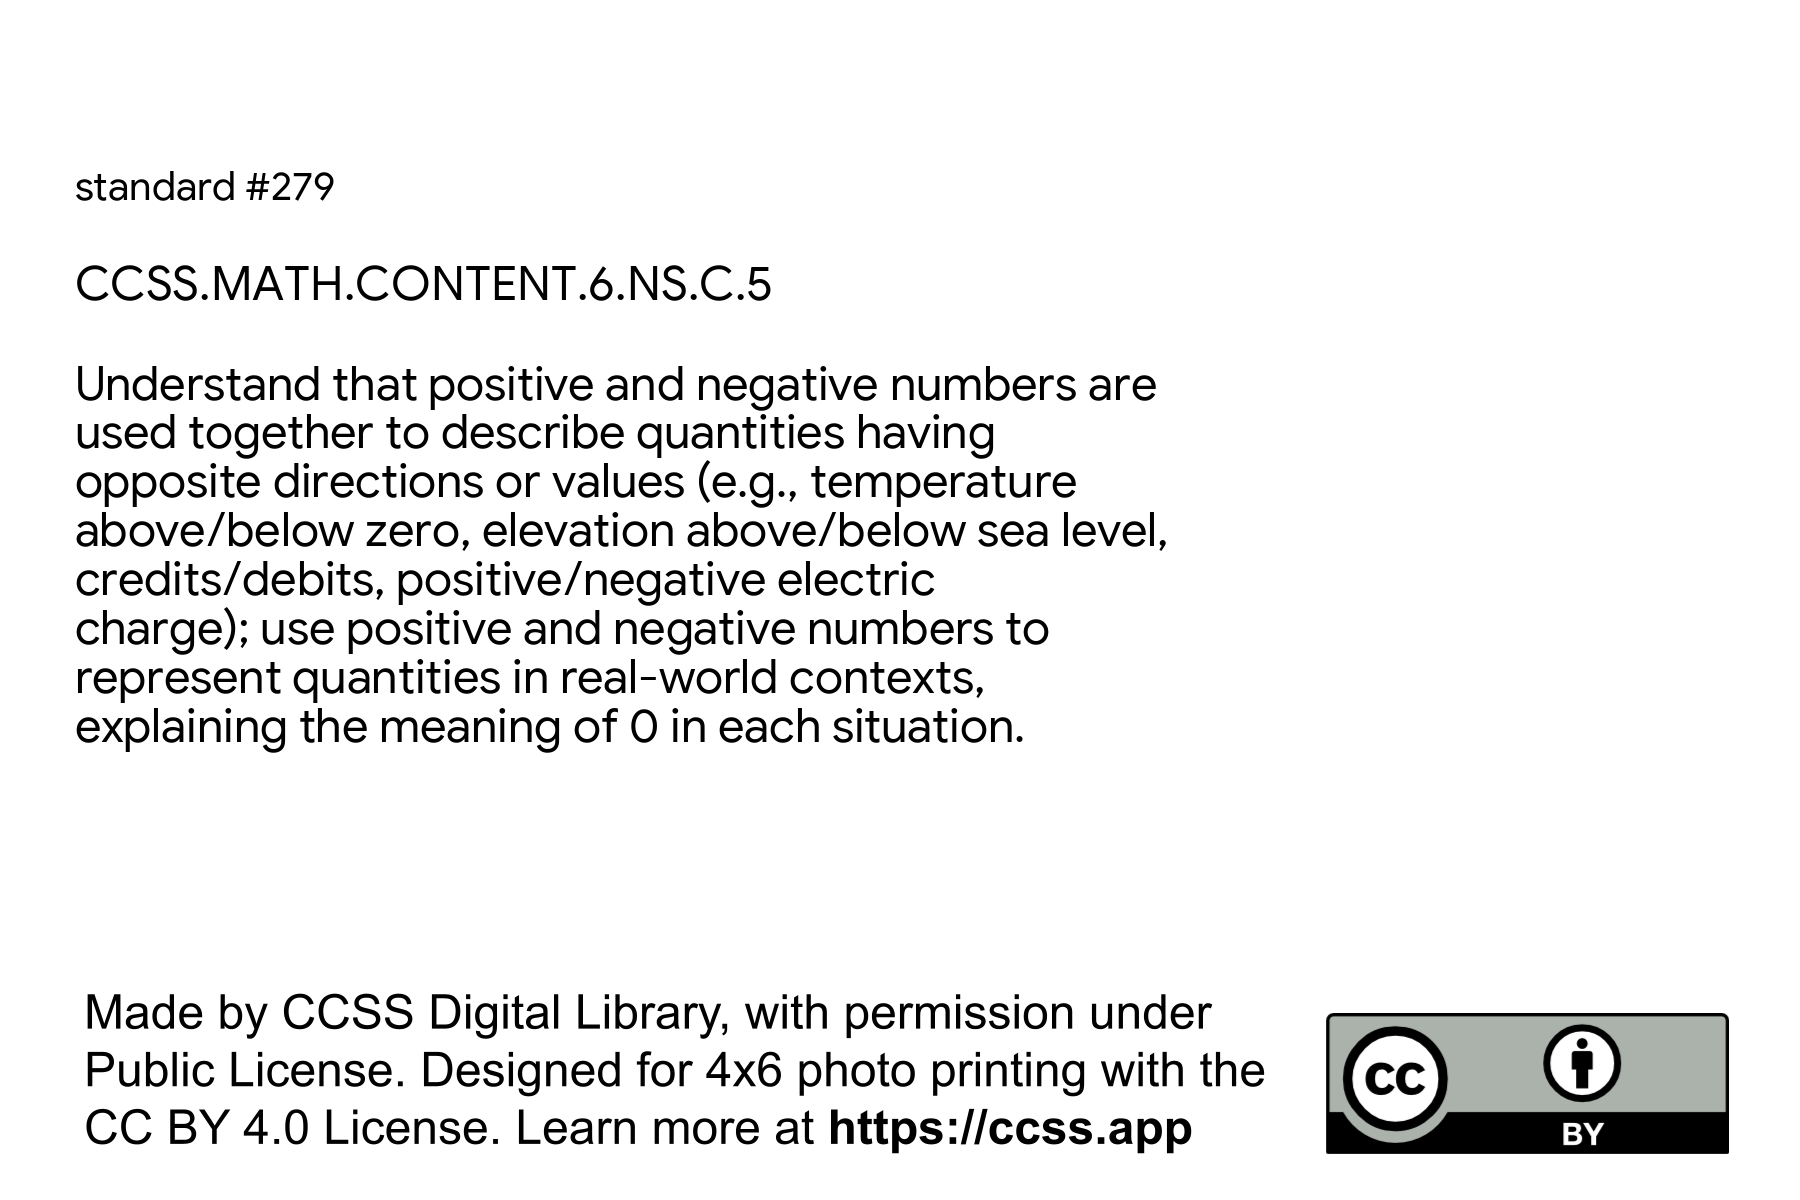 standard #279
CCSS.MATH.CONTENT.6.NS.C.5
Understand that positive and negative numbers are
used together to describe quantities having
opposite directions or values (e.g., temperature
above/below zero, elevation above/below sea level,
credits/debits, positive/negative electric
charge); use positive and negative numbers to
represent quantities in real-world contexts,
explaining the meaning of 0 in each situation.
Made by CCSS Digital Library, with permission under
Public License. Designed for 4x6 photo printing with the
CC BY 4.0 License. Learn more at https://ccss.app
CC
BY